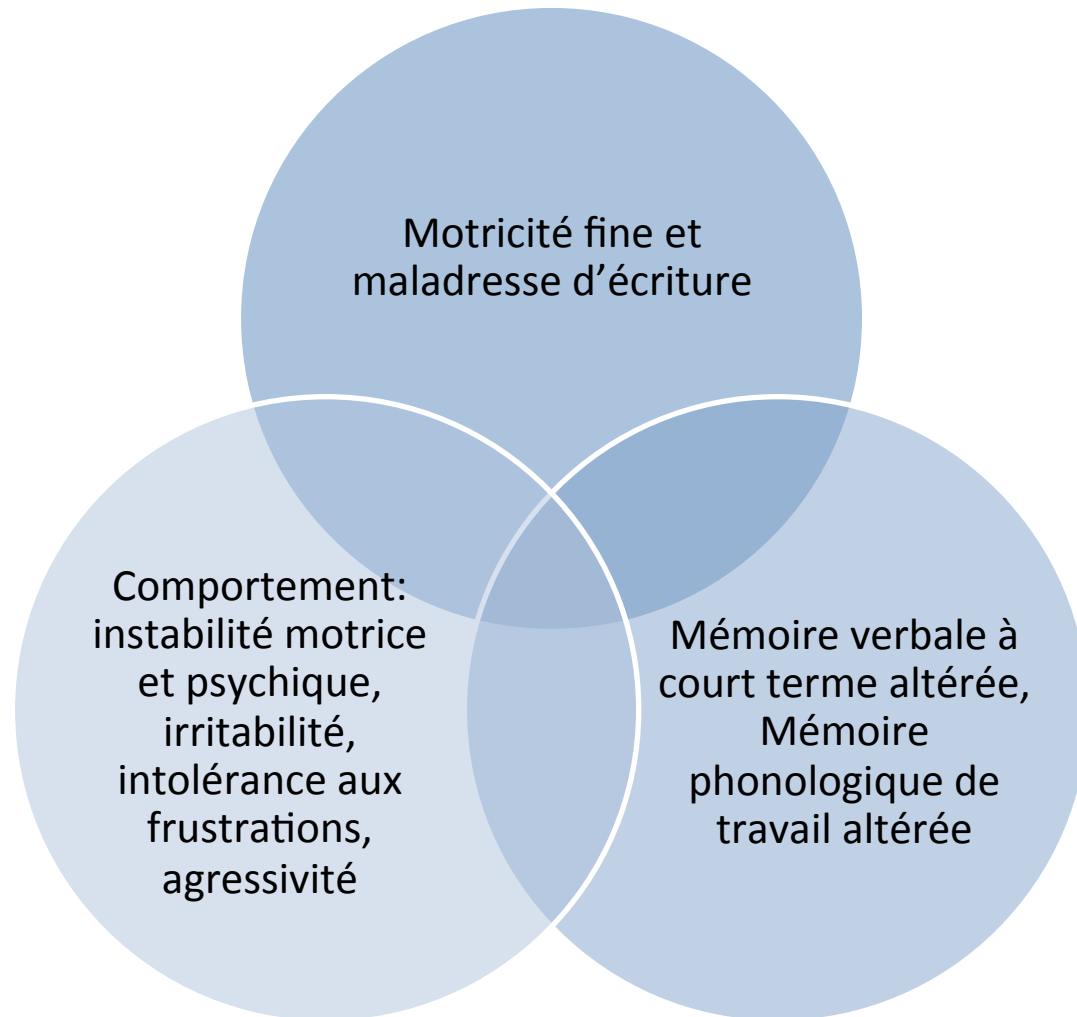 Motricité fine et
maladresse d’écriture
Comportement:
instabilité motrice
et psychique,
irritabilité,
intolérance aux
frustrations,
agressivité
Mémoire verbale à
court terme altérée,
Mémoire
phonologique de
travail altérée